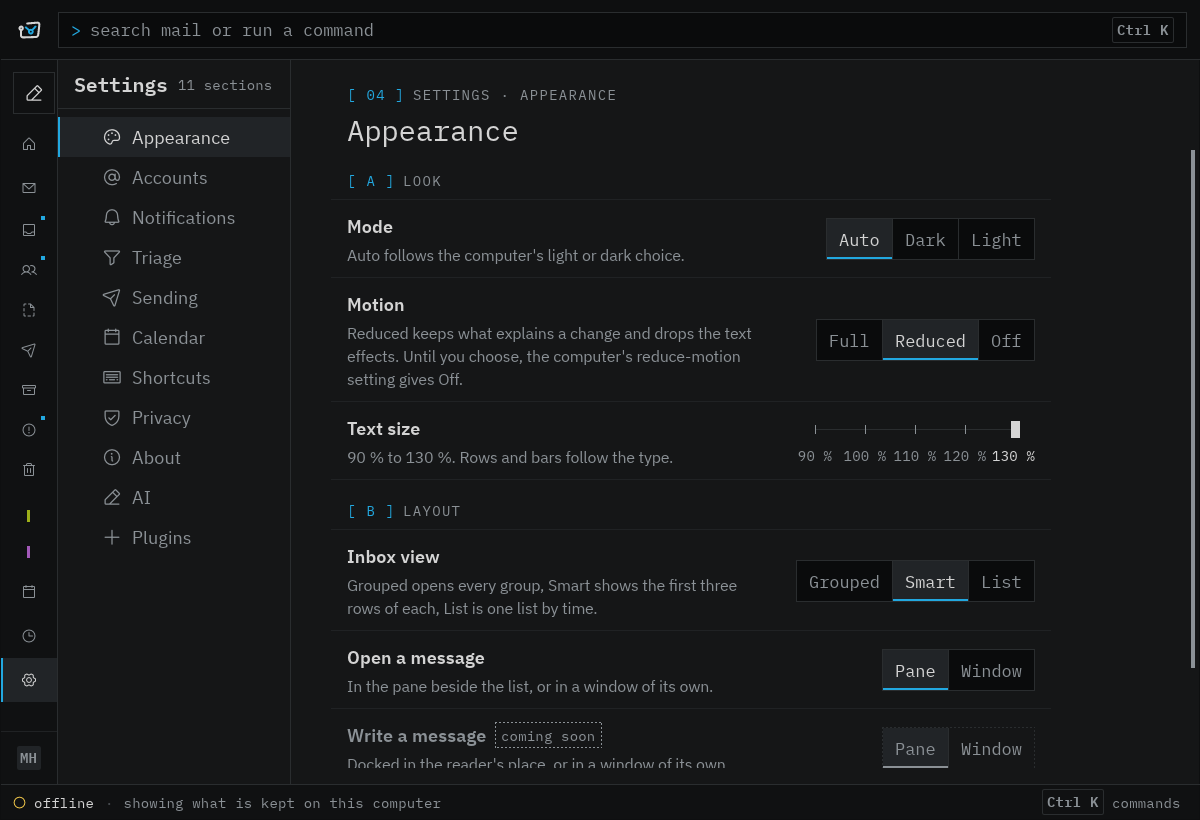 > search mail or run a command
Ctrl K
Settings 11 sections
Appearance
Accounts
Notifications
Triage
Sending
Calendar
Shortcuts
Privacy
About
AI
Plugins
MH
[ 04 ] SETTINGS · APPEARANCE
Appearance
[ A ] LOOK
Mode
Auto follows the computer's light or dark choice.
Auto Dark Light
Motion
Reduced keeps what explains a change and drops the text
effects. Until you choose, the computer's reduce-motion
setting gives Off.
Full Reduced Off
Text size
90 % to 130 %. Rows and bars follow the type.
90 % 100 % 110 % 120 % 130 %
[ B ] LAYOUT
Inbox view
Grouped opens every group, Smart shows the first three
rows of each, List is one list by time.
Grouped Smart List
Open a message
In the pane beside the list, or in a window of its own.
Pane Window
Write a message coming soon
Docked in the reader's place, or in a window of its own
Pane Window
offline · showing what is kept on this computer
Ctrl K commands